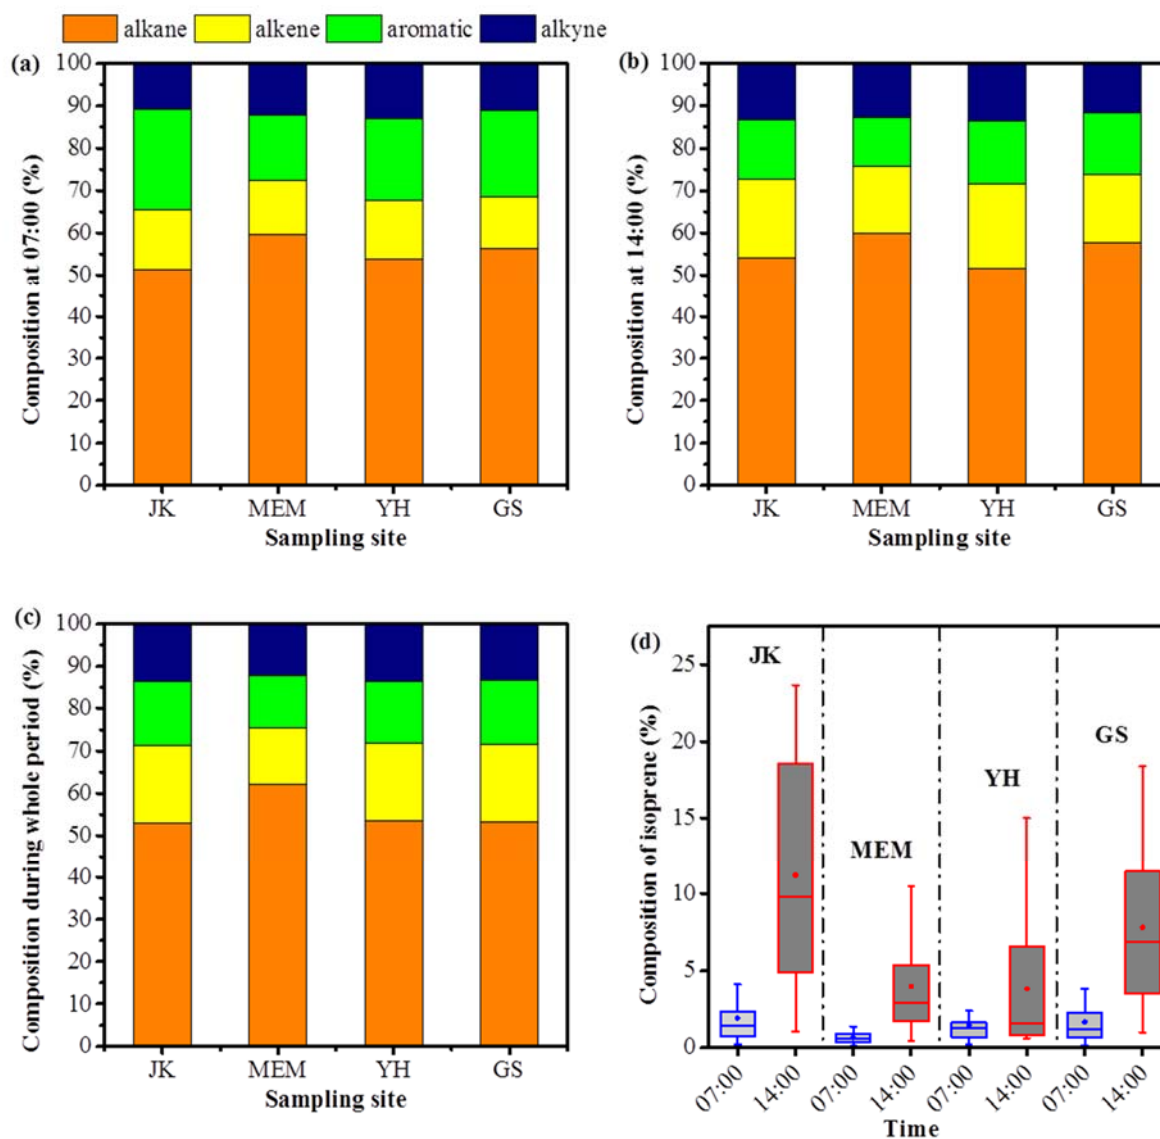 alkane alkene aromatic alkyne
(a)
Composition at 07:00 (%)
100
90
80
70
60
50
40
30
20
10
0
JK MEM YH GS
Sampling site
(b)
Composition at 14:00 (%)
100
90
80
70
60
50
40
30
20
10
0
JK MEM YH GS
Sampling site
(c)
Composition during whole period (%)
100
90
80
70
60
50
40
30
20
10
0
JK MEM YH GS
Sampling site
(d)
Composition of isoprene (%)
25
20
15
10
5
0
JK
MEM
YH
GS
07:00 14:00 07:00 14:00 07:00 14:00 07:00 14:00
Time